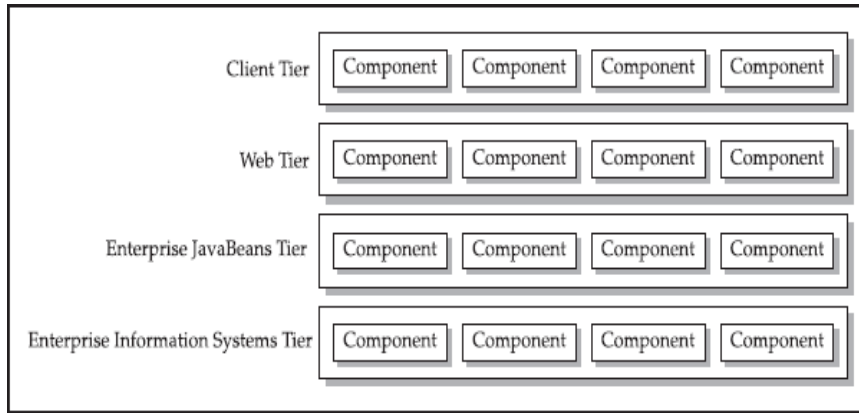 Client Tier Component Component Component Component
Web Tier Component Component Component Component
Enterprise JavaBeans Tier Component Component Component Component
Enterprise Information Systems Tier Component Component Component Component